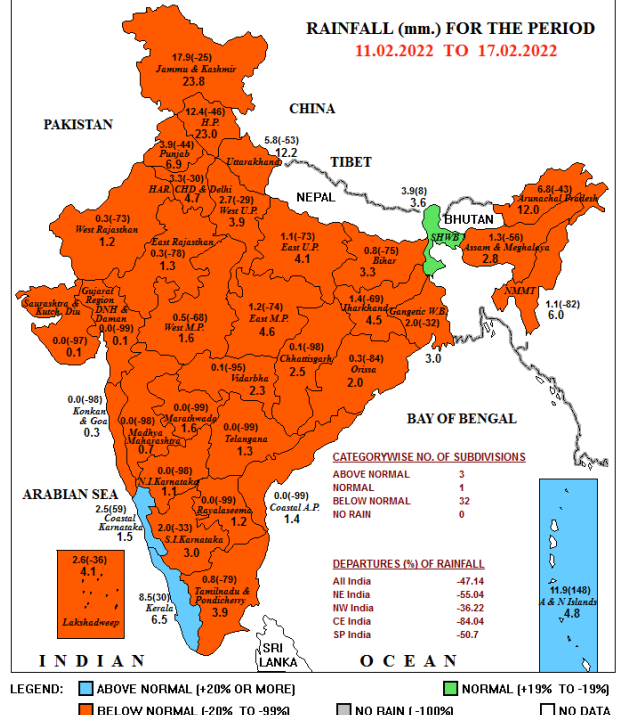 RAINFALL (mm.) FOR THE PERIOD
11.02.2022 TO 17.02.2022
17.9(-25)
Jammu & Kashmir
23.8
CHINA
12.4(-46)
H.P.
23.0
PAKISTAN
3.9(-44)
Punjab
6.9
5.8(-53)
12.2
Uttarakhand
TIBET
3.3(-30)
HAR. CHD & Delhi
4.7
2.7(-29)
West U.P.
3.9
NEPAL
3.9(8)
3.6
BHUTAN
6.8(-43)
Arunachal Pradesh
12.0
0.3(-73)
West Rajasthan
1.2
East Rajasthan
0.3(-78)
1.3
1.1(-73)
East U.P.
4.1
0.8(-75)
Bihar
3.3
SHWB
1.3(-56)
Assam & Meghalaya
2.8
NMMT
1.1(-82)
6.0
Saurashtra &
Kutch, Diu
0.0(-97)
0.1
Gujarat
Region
DNH &
Daman
0.0(-99)
0.1
0.5(-68)
West M.P.
1.6
1.2(-74)
East M.P.
4.6
1.4(-69)
Jharkhand
4.5
Gangetic W.B.
2.0(-32)
3.0
0.1(-98)
Chhattisgarh
2.5
0.3(-84)
Orissa
2.0
0.1(-95)
Vidarbha
2.3
0.0(-98)
Konkan
& Goa
0.3
0.0(-98)
Madhya
Maharashtra
0.7
0.0(-99)
Marathwada
1.6
0.0(-99)
Telangana
1.3
BAY OF BENGAL
CATEGORYWISE NO. OF SUBDIVISIONS
ABOVE NORMAL 3
NORMAL 1
BELOW NORMAL 32
NO RAIN 0
ARABIAN SEA
0.0(-98)
N.I.Karnataka
1.1
0.0(-99)
Rayalaseema
1.2
0.0(-99)
Coastal A.P.
1.4
2.5(59)
Coastal
Karnataka
1.5
2.0(-33)
S.I.Karnataka
3.0
2.6(-36)
4.1
Lakshadweep
8.5(30)
Kerala
6.5
0.8(-79)
Tamilnadu &
Pondicherry
3.9
DEPARTURES (%) OF RAINFALL
All India -47.14
NE India -55.04
NW India -36.22
CE India -84.04
SP India -50.7
11.9(148)
A & N Islands
4.8
SRI
LANKA
INDIAN OCEAN
LEGEND: ABOVE NORMAL (+20% OR MORE) NORMAL (+19% TO -19%)
BELOW NORMAL (-20% TO -99%) NO RAIN (-100%) NO DATA